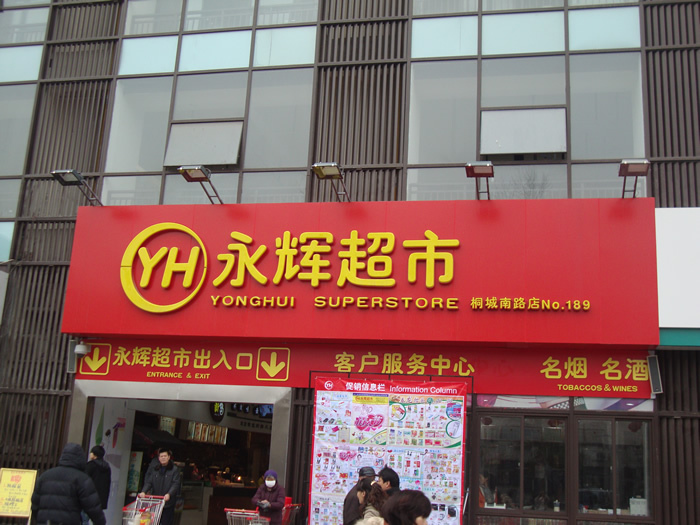 YH 永辉超市
YONGHUI SUPERSTORE 桐城南路店No.189
永辉超市出入口
ENTRANCE & EXIT
客户服务中心
名烟 名酒
TOBACCOS & WINES
YH 促销信息栏 Information Column